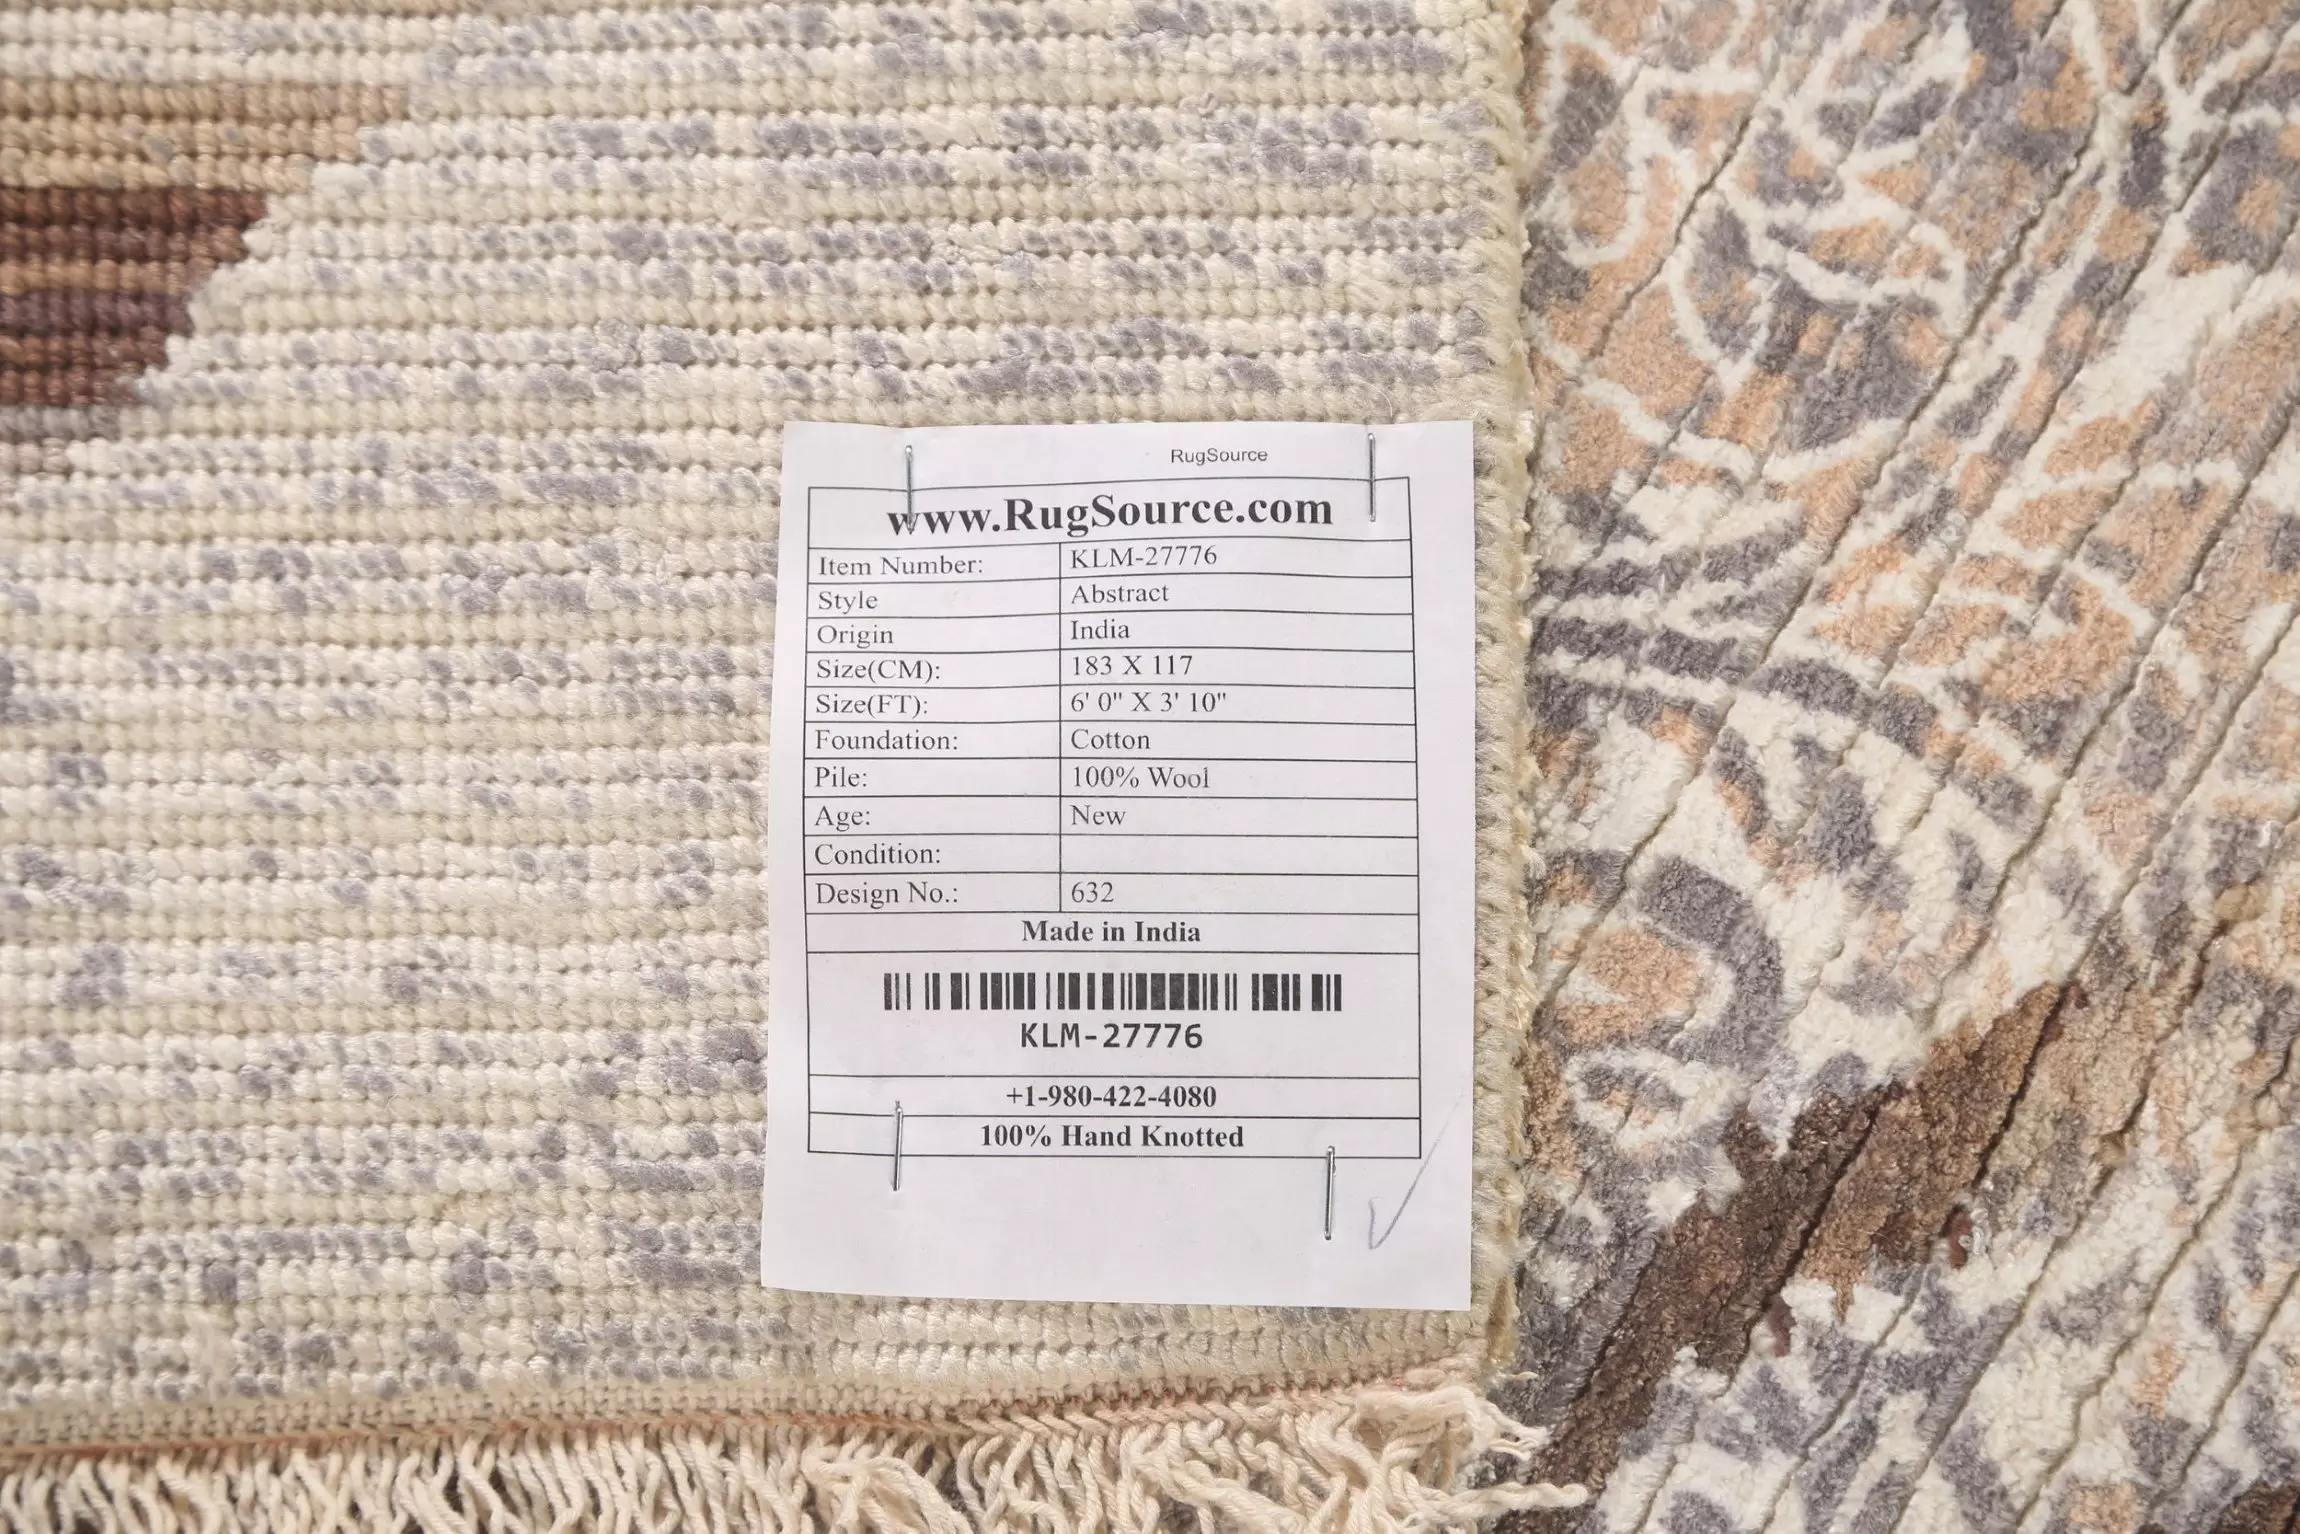 RugSource
www.RugSource.com
Item Number: KLM-27776
Style Abstract
Origin India
Size(CM): 183 X 117
Size(FT): 6' 0" X 3' 10"
Foundation: Cotton
Pile: 100% Wool
Age: New
Condition:
Design No.: 632
Made in India
KLM-27776
+1-980-422-4080
100% Hand Knotted